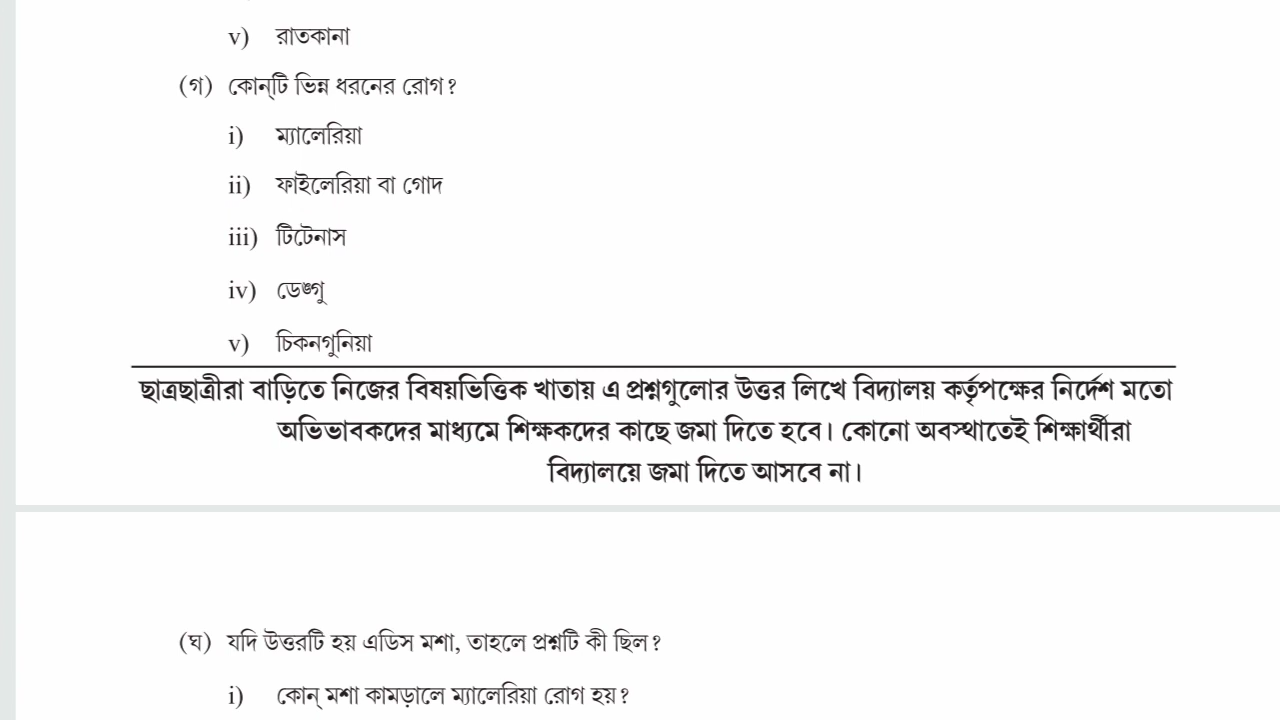 v) রাতকানা
(গ) কোন্‌টি ভিন্ন ধরনের রোগ?
i) ম্যালেরিয়া
ii) ফাইলেরিয়া বা গোদ
iii) টিটেনাস
iv) ডেঙ্গু
v) চিকনগুনিয়া
ছাত্রছাত্রীরা বাড়িতে নিজের বিষয়ভিত্তিক খাতায় এ প্রশ্নগুলোর উত্তর লিখে বিদ্যালয় কর্তৃপক্ষের নির্দেশ মতো
অভিভাবকদের মাধ্যমে শিক্ষকদের কাছে জমা দিতে হবে। কোনো অবস্থাতেই শিক্ষার্থীরা
বিদ্যালয়ে জমা দিতে আসবে না।
(ঘ) যদি উত্তরটি হয় এডিস মশা, তাহলে প্রশ্নটি কী ছিল?
i) কোন্ মশা কামড়ালে ম্যালেরিয়া রোগ হয়?